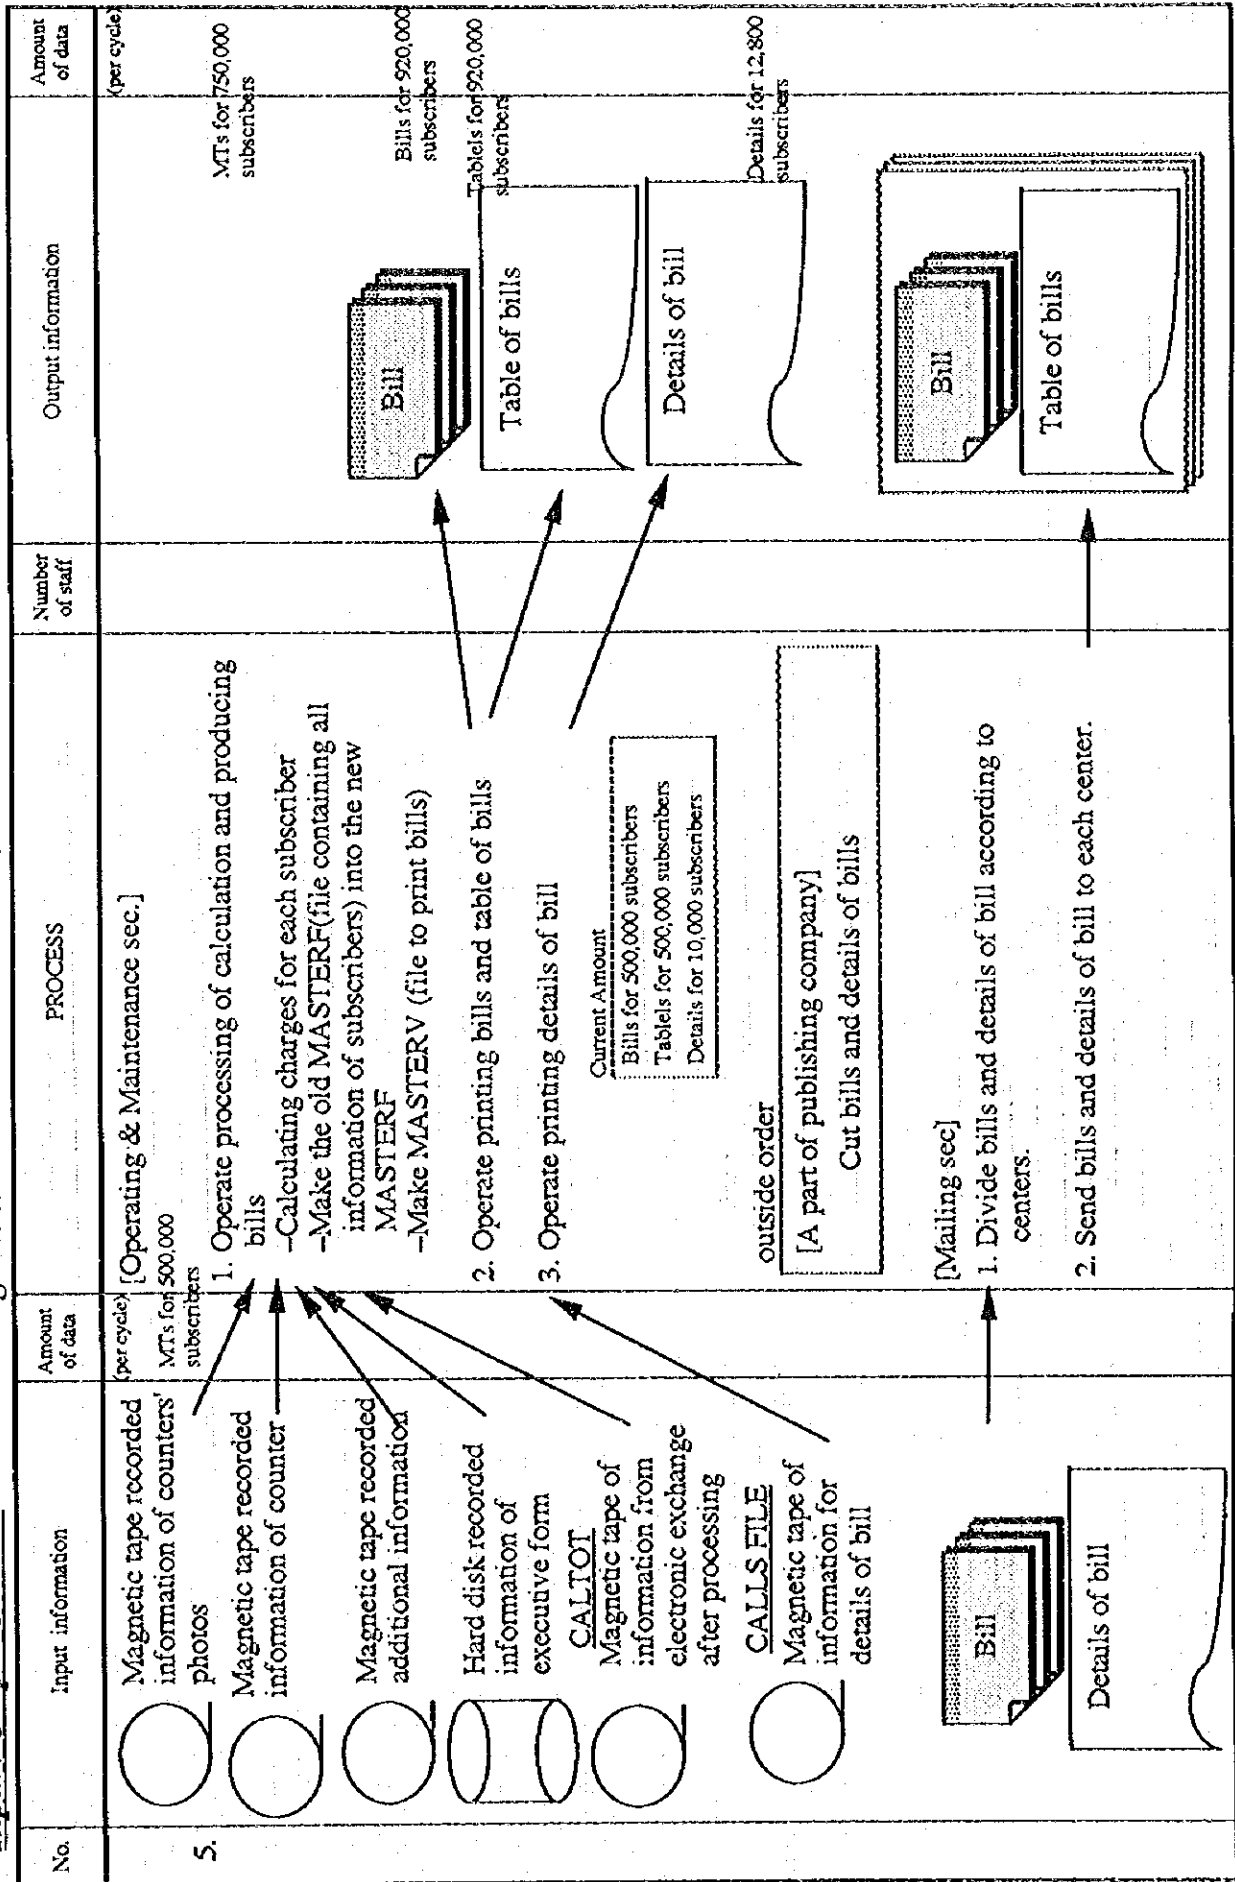 No.
Input information
Amount
of data
PROCESS
Number
of staff
Output information
Amount
of data
5.
Magnetic tape recorded
information of counters'
photos
Magnetic tape recorded
information of counter
Magnetic tape recorded
additional information
Hard disk recorded
information of
executive form
CALTOT
Magnetic tape of
information from
electronic exchange
after processing
CALLS FILE
Magnetic tape of
information for
details of bill
Bill
Details of bill
(per cycle)
MTs for 500,000
subscribers
[Operating & Maintenance sec.]
1. Operate processing of calculation and producing
bills
-Calculating charges for each subscriber
-Make the old MASTERF(file containing all
information of subscribers) into the new
MASTERF
-Make MASTERV (file to print bills)
2. Operate printing bills and table of bills
3. Operate printing details of bill
Current Amount
Bills for 500,000 subscribers
Tablels for 500,000 subscribers
Details for 10,000 subscribers
outside order
[A part of publishing company]
Cut bills and details of bills
[Mailing sec]
1. Divide bills and details of bill according to
centers.
2. Send bills and details of bill to each center.
Bill
Table of bills
Details of bill
Bill
Table of bills
(per cycle)
MTs for 750,000
subscribers
Bills for 920,000
subscribers
Tablels for 920,000
subscribers
Details for 12,800
subscribers